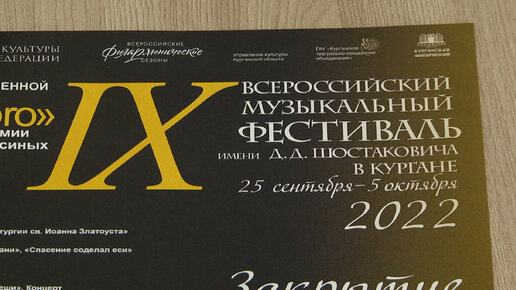 КУЛЬТУРЫ
ФЕДЕРАЦИИ
ВСЕРОССИЙСКИЕ
Филармонические
СЕЗОНЫ
Управление культуры
Курганской области
ГАУ «Курганское
театрально-концертное
объединение»
КУРГАНСКАЯ
ФИЛАРМОНИЯ
ЕННОЙ
ого»
МИИ
СИНЫХ
IX
ВСЕРОССИЙСКИЙ
МУЗЫКАЛЬНЫЙ
ФЕСТИВАЛЬ
ИМЕНИ Д.Д. ШОСТАКОВИЧА
В КУРГАНЕ
25 сентября – 5 октября
2022
тургии св. Иоанна Златоуста»
ани», «Спасение соделал еси»
еши», Концерт
Закрытие